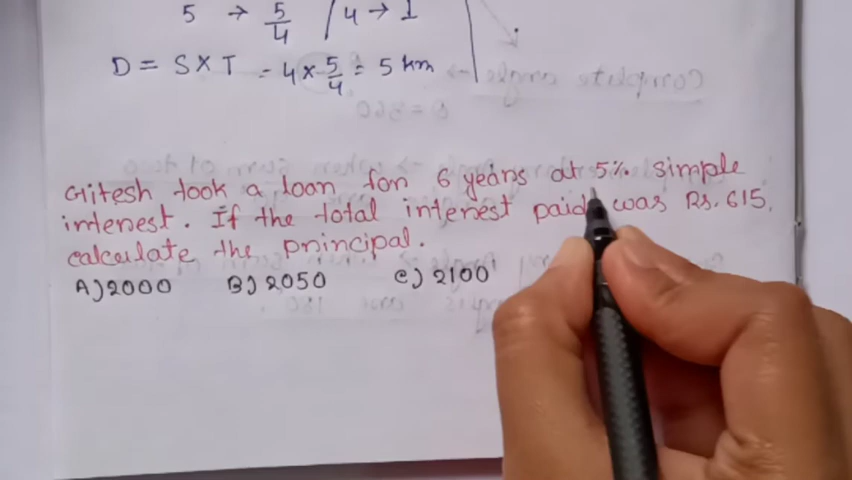 5 → 5/4 / 4 → 1
D = S×T = 4 × 5/4 = 5 km
Gitesh took a loan for 6 years at 5% simple
interest. If the total interest paid was Rs. 615,
calculate the principal.
A) 2000 B) 2050 C) 2100